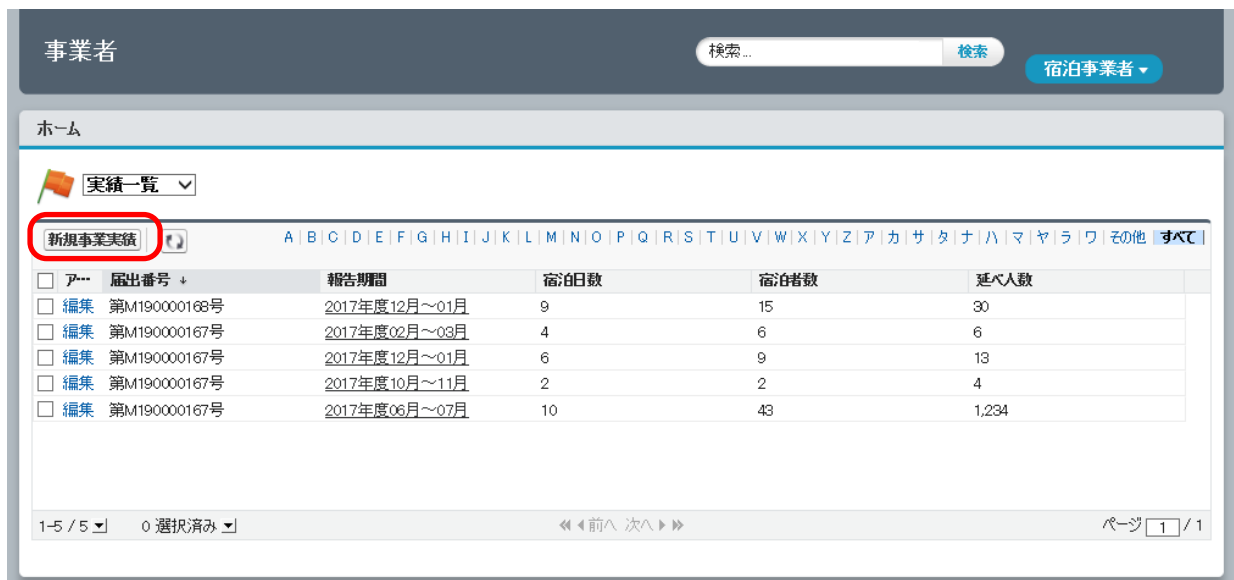 事業者 検索... 検索 宿泊事業者
ホーム
実績一覧
新規事業実績 A | B | C | D | E | F | G | H | I | J | K | L | M | N | O | P | Q | R | S | T | U | V | W | X | Y | Z | ア | カ | サ | タ | ナ | ハ | マ | ヤ | ラ | ワ | その他 | すべて |
ア… 届出番号 ↓ 報告期間 宿泊日数 宿泊者数 延べ人数
編集 第M190000168号 2017年度12月～01月 9 15 30
編集 第M190000167号 2017年度02月～03月 4 6 6
編集 第M190000167号 2017年度12月～01月 6 9 13
編集 第M190000167号 2017年度10月～11月 2 2 4
編集 第M190000167号 2017年度06月～07月 10 43 1,234
1-5 / 5 0 選択済み 前へ 次へ ページ 1 / 1